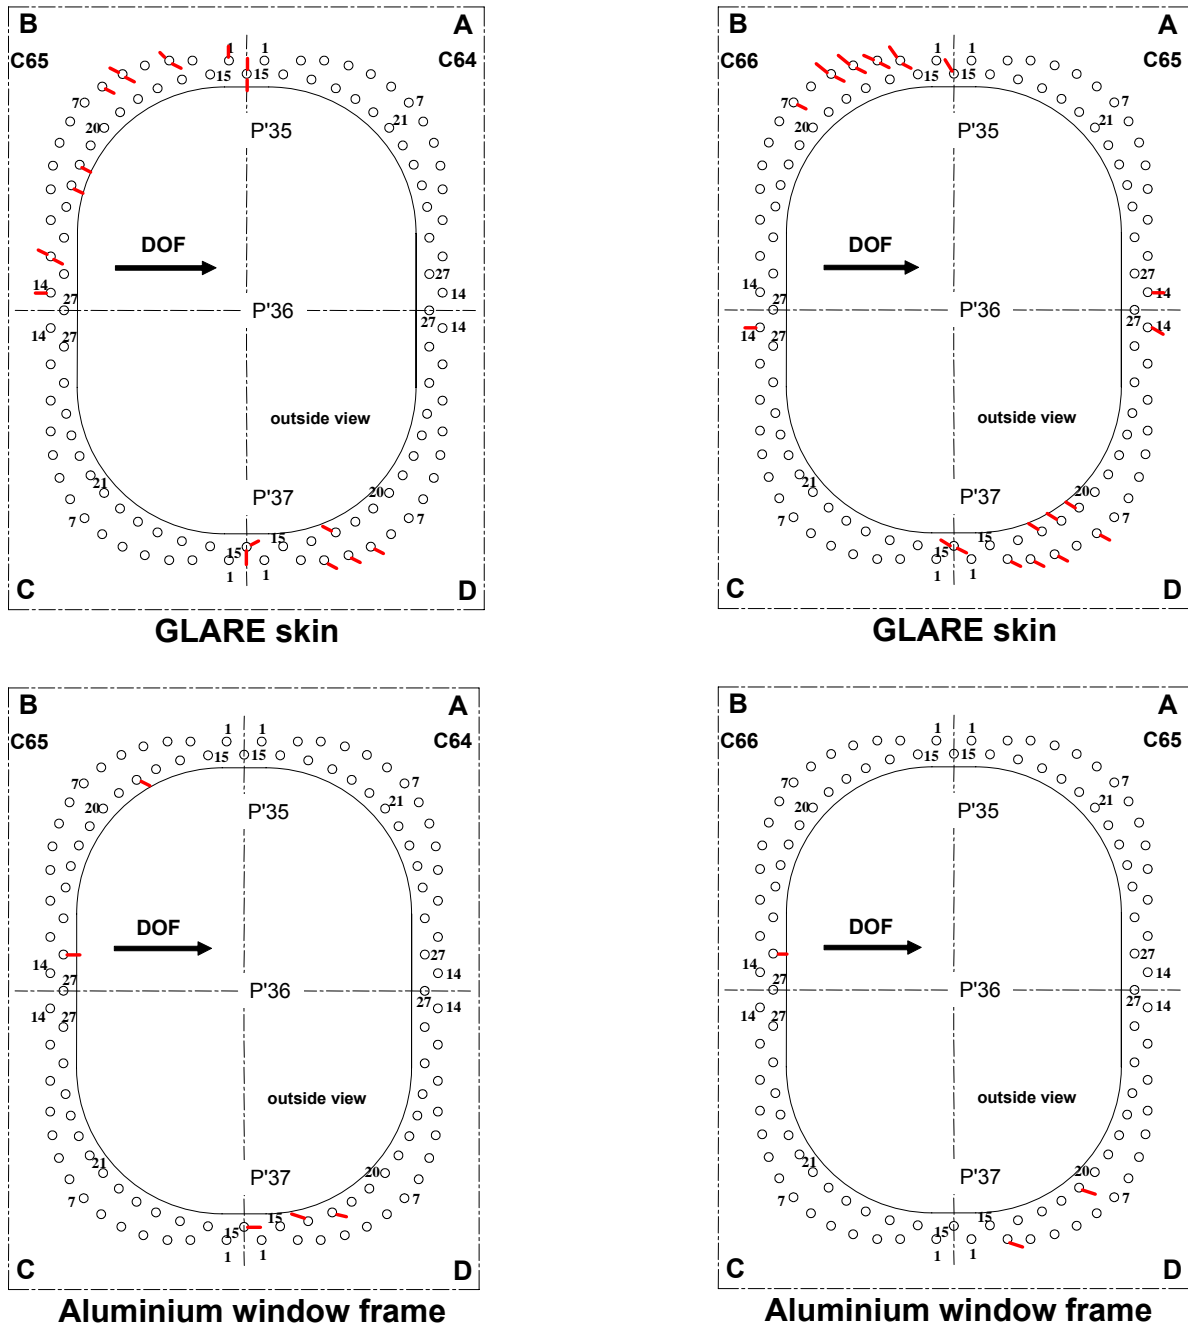 B A B A
C65 1 1 C64 C66 1 1 C65
15 15 15 15
7 7 7 7
20 P'35 21 20 P'35 21
DOF DOF
27 27
14 14 14 14
27 27
P'36 P'36
27 27
14 14 14 14
27 27
outside view outside view
21 20 21 20
P'37 P'37
7 7 7 7
15 15 15 15
1 1 1 1
C D C D
GLARE skin GLARE skin
B A B A
C65 1 1 C64 C66 1 1 C65
15 15 15 15
7 7 7 7
20 P'35 21 20 P'35 21
DOF DOF
27 27
14 14 14 14
27 27
P'36 P'36
27 27
14 14 14 14
27 27
outside view outside view
21 20 21 20
P'37 P'37
7 7 7 7
15 15 15 15
1 1 1 1
C D C D
Aluminium window frame Aluminium window frame